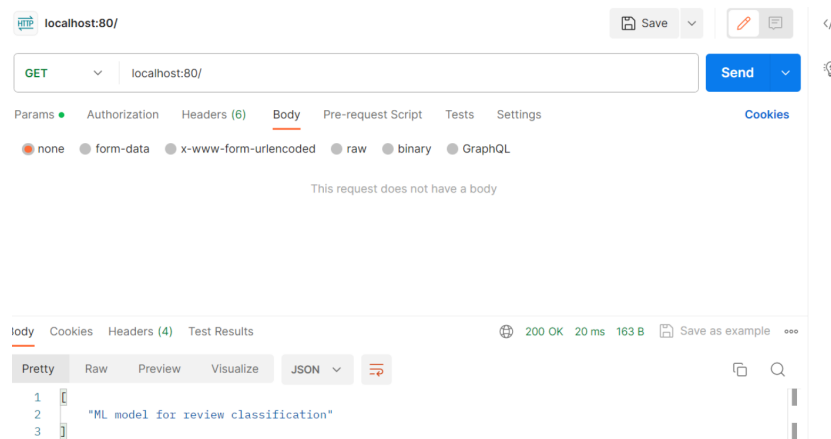 HTTP localhost:80/ Save
GET localhost:80/ Send
Params Authorization Headers (6) Body Pre-request Script Tests Settings Cookies
none form-data x-www-form-urlencoded raw binary GraphQL
This request does not have a body
Body Cookies Headers (4) Test Results 200 OK 20 ms 163 B Save as example
Pretty Raw Preview Visualize JSON
1 [
2 "ML model for review classification"
3 ]